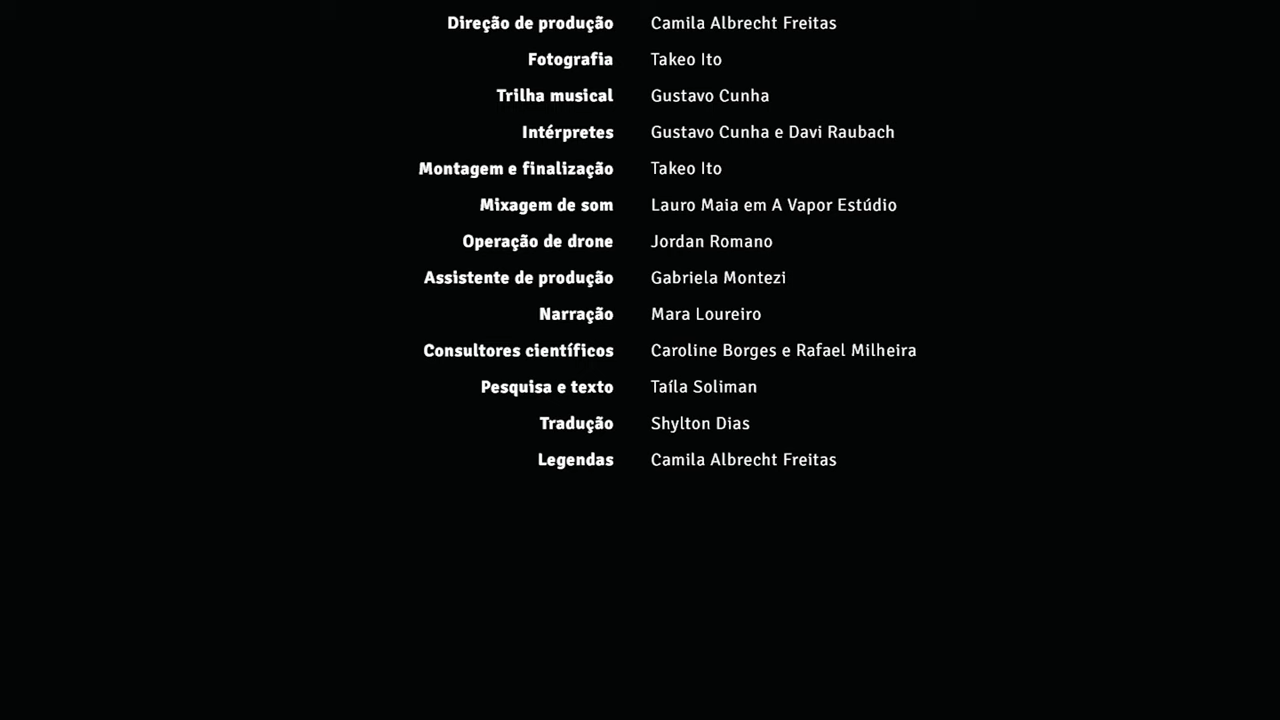 Direção de produção Camila Albrecht Freitas
Fotografia Takeo Ito
Trilha musical Gustavo Cunha
Intérpretes Gustavo Cunha e Davi Raubach
Montagem e finalização Takeo Ito
Mixagem de som Lauro Maia em A Vapor Estúdio
Operação de drone Jordan Romano
Assistente de produção Gabriela Montezi
Narração Mara Loureiro
Consultores científicos Caroline Borges e Rafael Milheira
Pesquisa e texto Taíla Soliman
Tradução Shylton Dias
Legendas Camila Albrecht Freitas